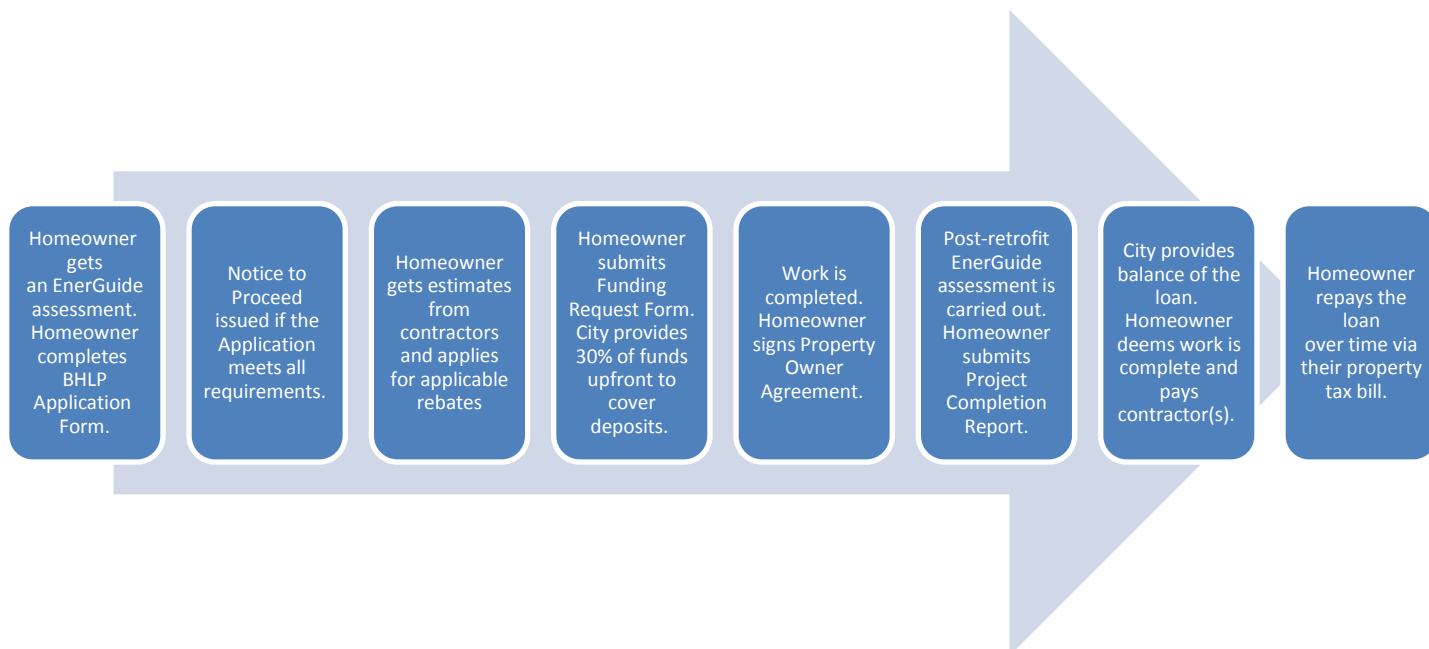 Homeowner
gets
an EnerGuide
assessment.
Homeowner
completes
BHLP
Application
Form.
Notice to
Proceed
issued if the
Application
meets all
requirements.
Homeowner
gets estimates
from
contractors
and applies
for applicable
rebates
Homeowner
submits
Funding
Request Form.
City provides
30% of funds
upfront to
cover
deposits.
Work is
completed.
Homeowner
signs Property
Owner
Agreement.
Post-retrofit
EnerGuide
assessment is
carried out.
Homeowner
submits
Project
Completion
Report.
City provides
balance of the
loan.
Homeowner
deems work is
complete and
pays
contractor(s).
Homeowner
repays the
loan
over time via
their property
tax bill.